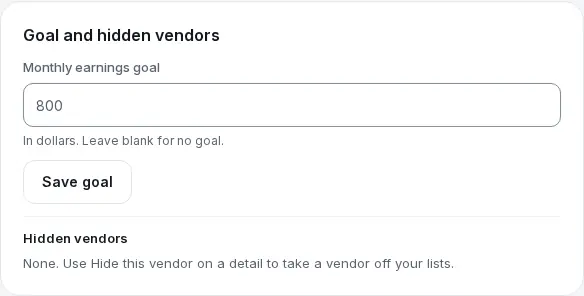 Goal and hidden vendors
Monthly earnings goal
800
In dollars. Leave blank for no goal.
Save goal
Hidden vendors
None. Use Hide this vendor on a detail to take a vendor off your lists.